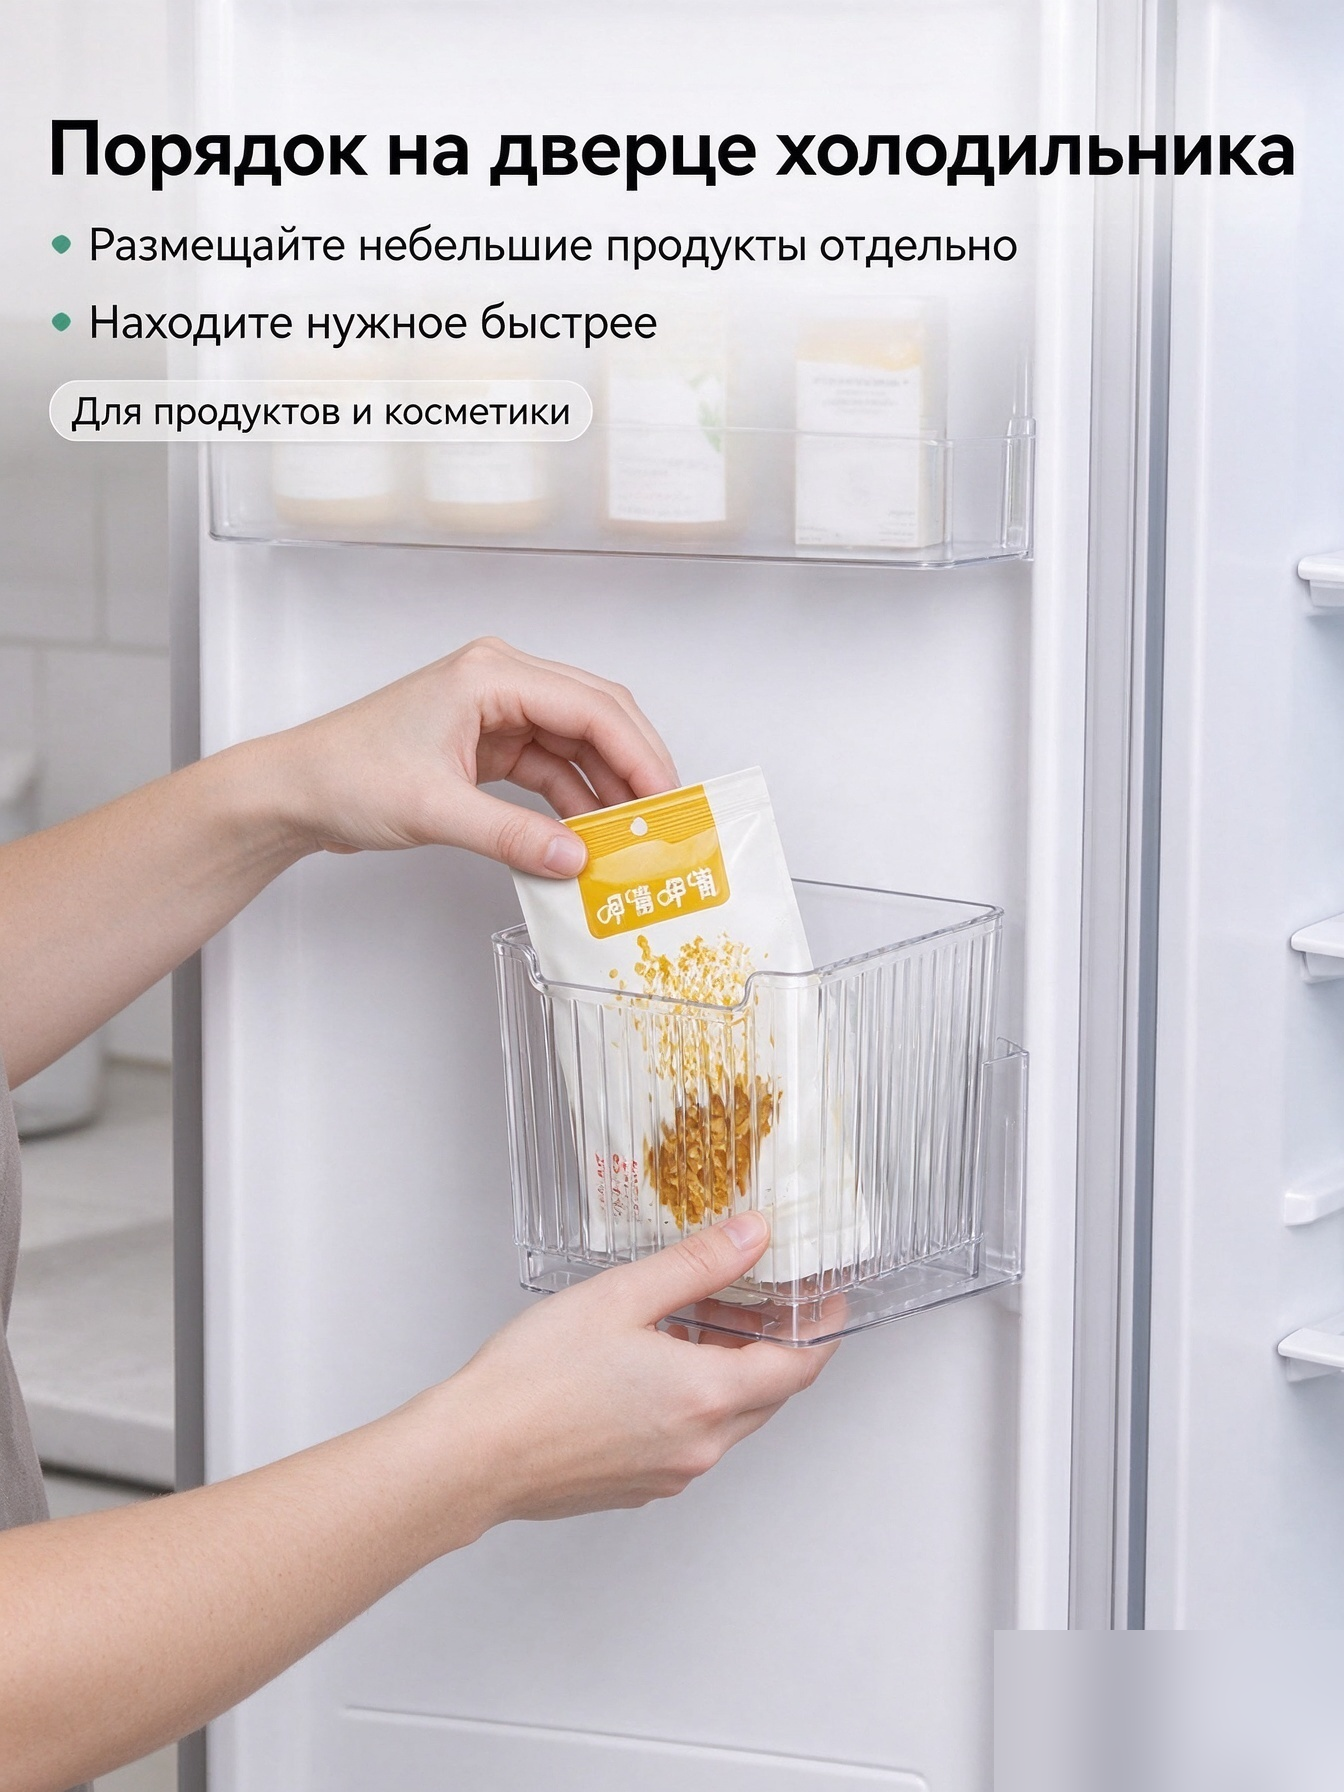 Порядок на дверце холодильника
Размещайте небельшие продукты отдельно
Находите нужное быстрее
Для продуктов и косметики